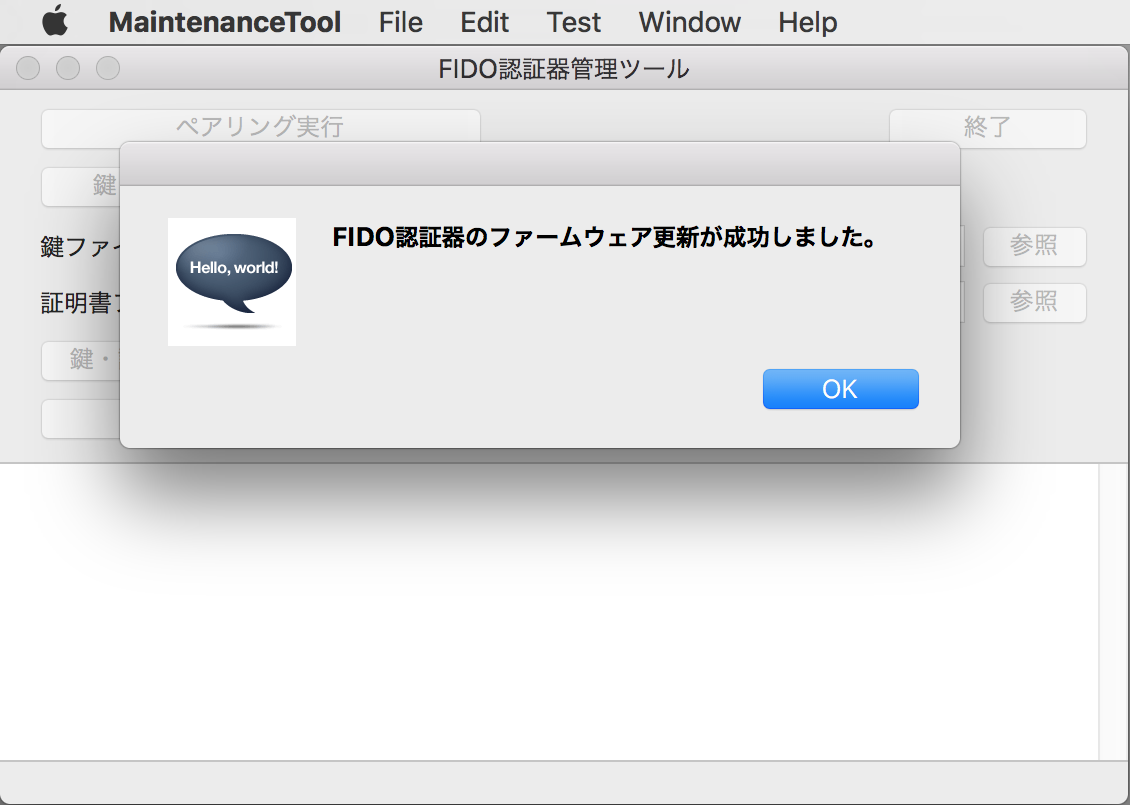 MaintenanceTool File Edit Test Window Help
FIDO認証器管理ツール
ペアリング実行 終了
鍵
鍵ファイ 参照
証明書フ 参照
鍵・
Hello, world!
FIDO認証器のファームウェア更新が成功しました。
OK